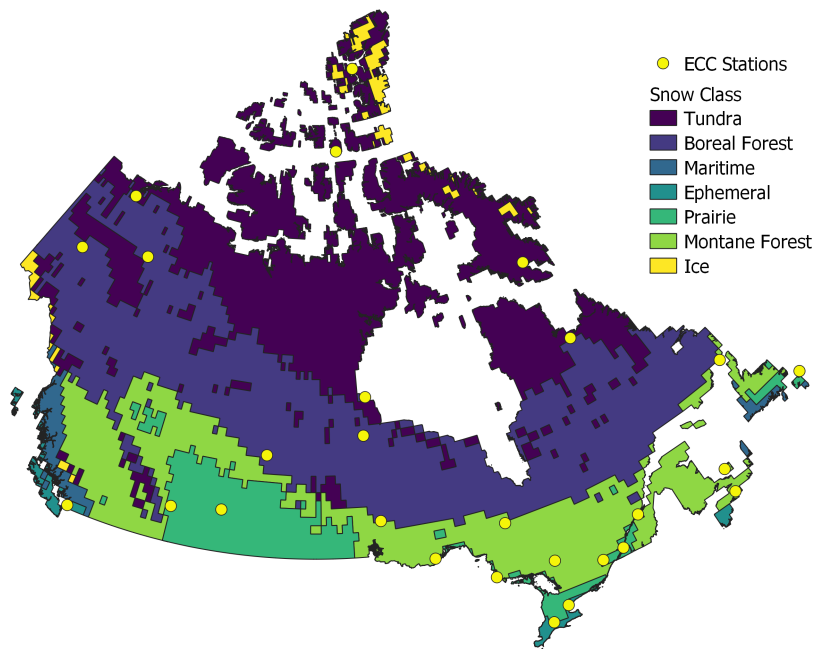 ECC Stations
Snow Class
Tundra
Boreal Forest
Maritime
Ephemeral
Prairie
Montane Forest
Ice